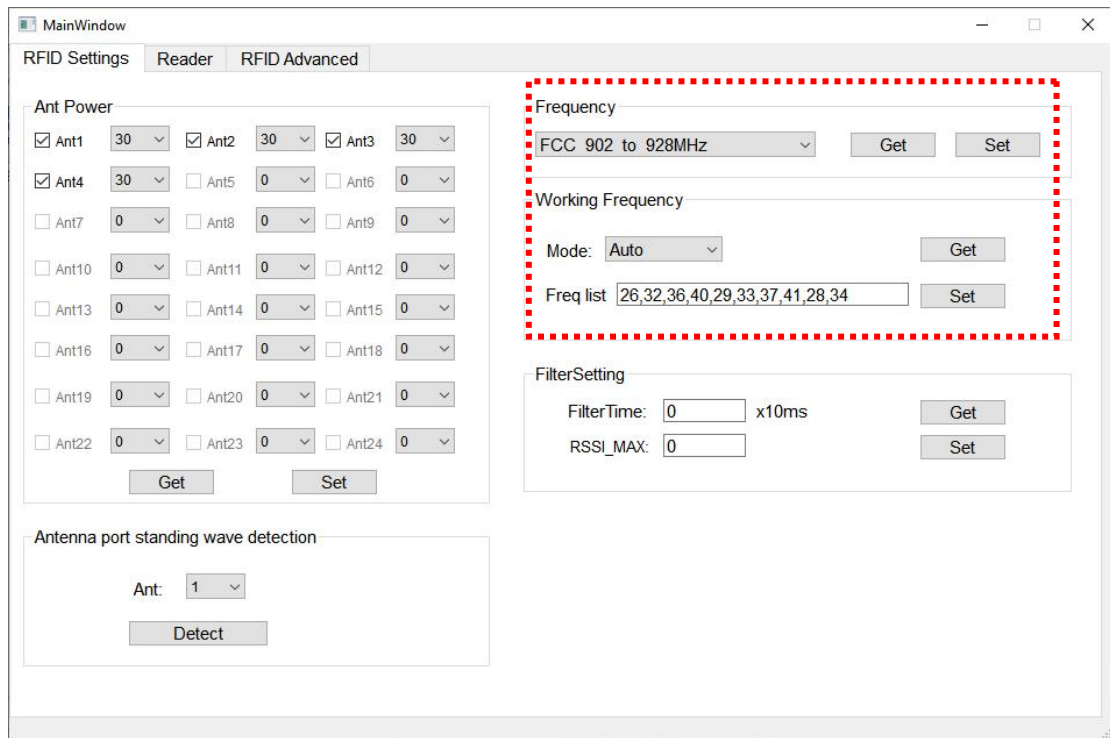 MainWindow
RFID Settings Reader RFID Advanced
Ant Power
Ant1 30 Ant2 30 Ant3 30
Ant4 30 Ant5 0 Ant6 0
Ant7 0 Ant8 0 Ant9 0
Ant10 0 Ant11 0 Ant12 0
Ant13 0 Ant14 0 Ant15 0
Ant16 0 Ant17 0 Ant18 0
Ant19 0 Ant20 0 Ant21 0
Ant22 0 Ant23 0 Ant24 0
Get Set
Antenna port standing wave detection
Ant: 1
Detect
Frequency
FCC 902 to 928MHz Get Set
Working Frequency
Mode: Auto Get
Freq list 26,32,36,40,29,33,37,41,28,34 Set
FilterSetting
FilterTime: 0 x10ms Get
RSSI_MAX: 0 Set